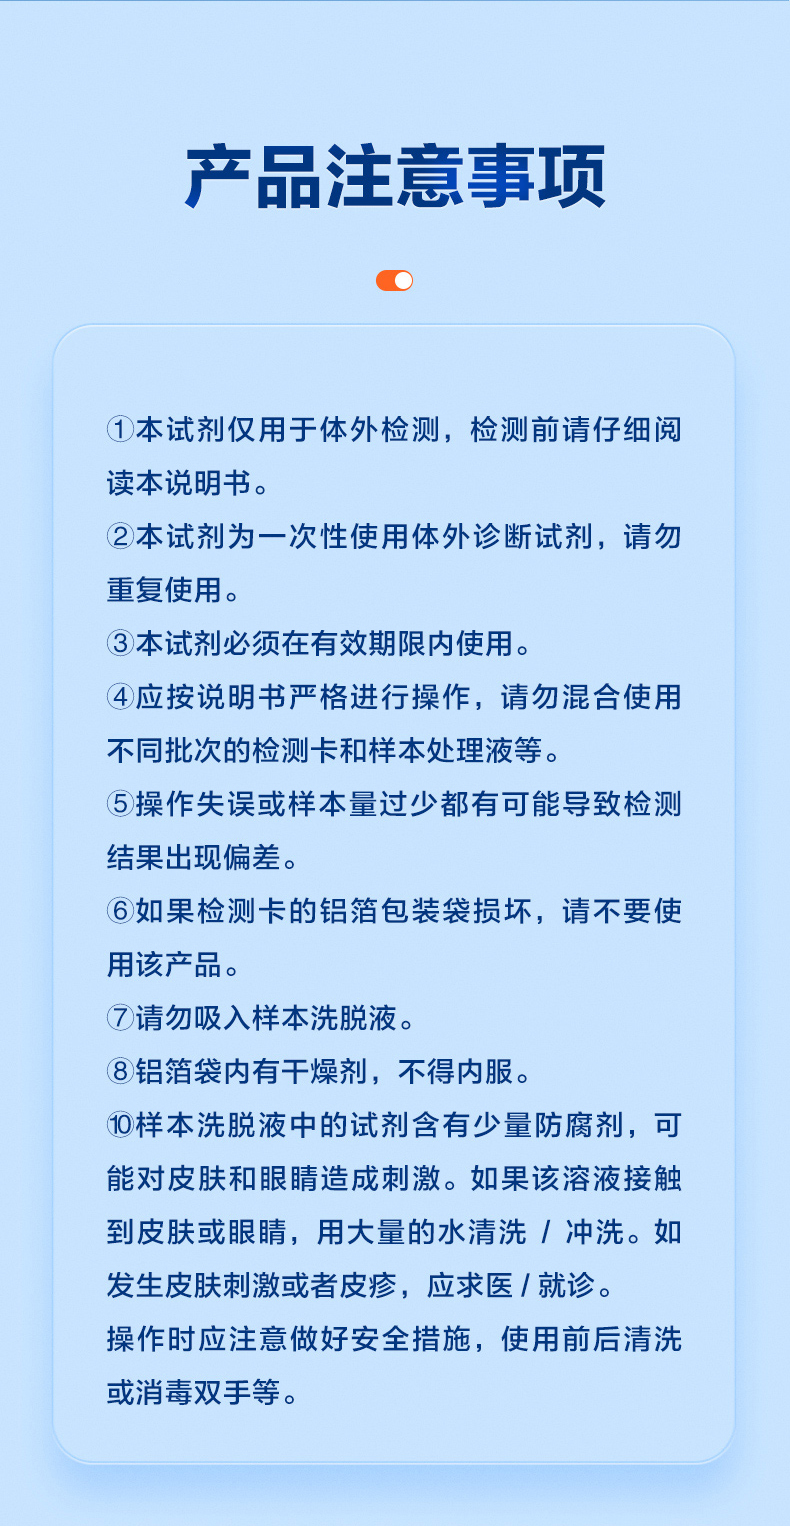 产品注意事项
①本试剂仅用于体外检测，检测前请仔细阅
读本说明书。
②本试剂为一次性使用体外诊断试剂，请勿
重复使用。
③本试剂必须在有效期限内使用。
④应按说明书严格进行操作，请勿混合使用
不同批次的检测卡和样本处理液等。
⑤操作失误或样本量过少都有可能导致检测
结果出现偏差。
⑥如果检测卡的铝箔包装袋损坏，请不要使
用该产品。
⑦请勿吸入样本洗脱液。
⑧铝箔袋内有干燥剂，不得内服。
⑩样本洗脱液中的试剂含有少量防腐剂，可
能对皮肤和眼睛造成刺激。如果该溶液接触
到皮肤或眼睛，用大量的水清洗 / 冲洗。如
发生皮肤刺激或者皮疹，应求医 / 就诊。
操作时应注意做好安全措施，使用前后清洗
或消毒双手等。